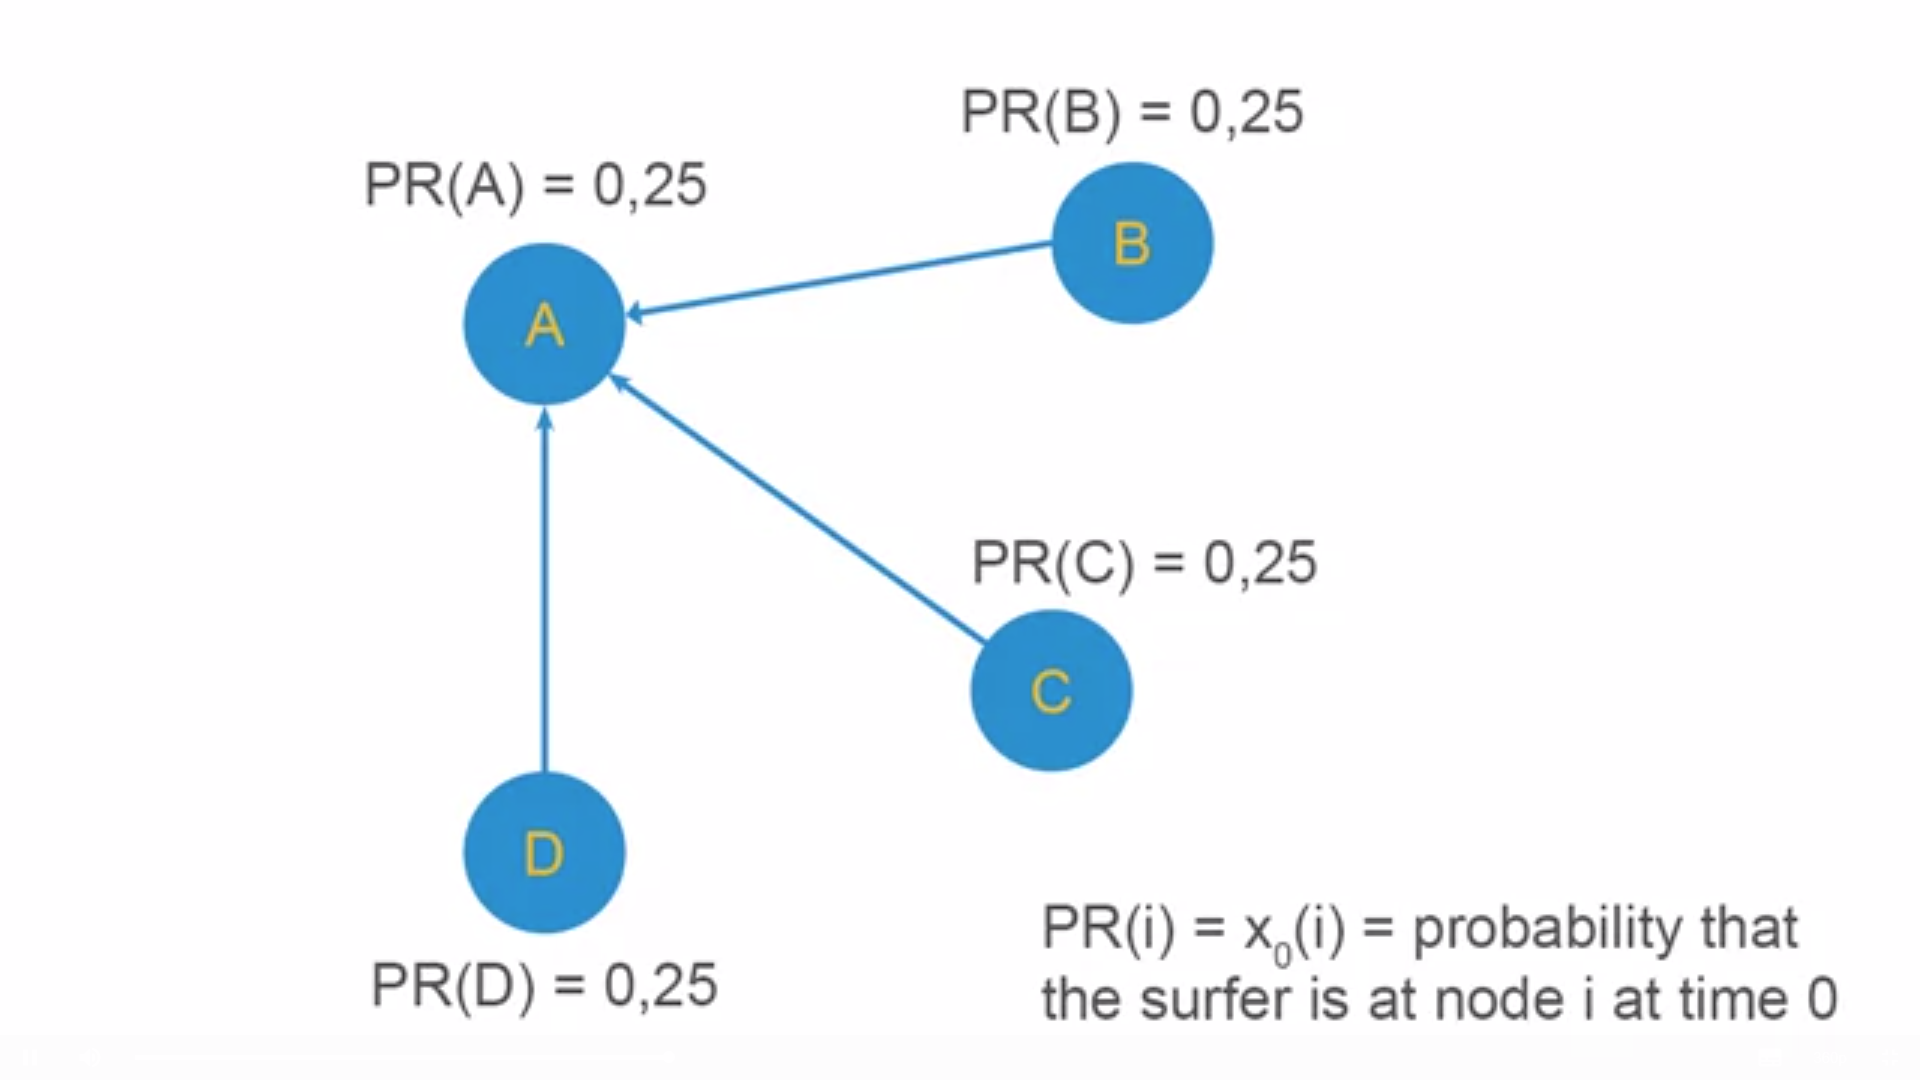 PR(B) = 0,25
PR(A) = 0,25
B
A
PR(C) = 0,25
C
D
PR(D) = 0,25
PR(i) = x₀(i) = probability that
the surfer is at node i at time 0